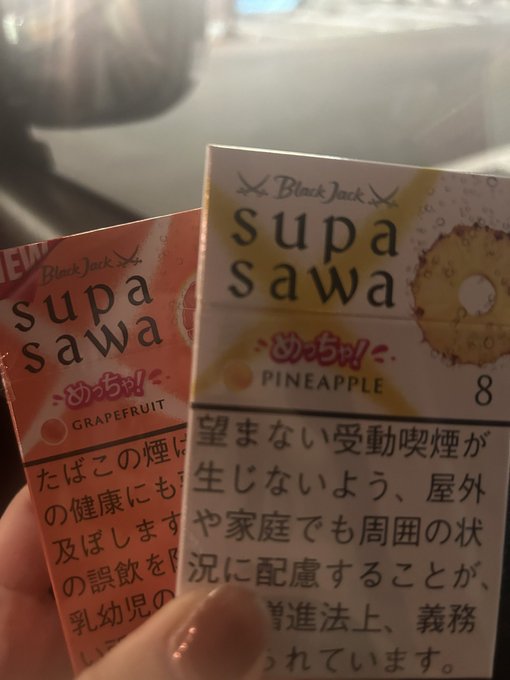 NEW
Black Jack
supa
sawa
めっちゃ!
GRAPEFRUIT
たばこの煙は
の健康にも
及ぼします
の誤飲を防
乳幼児の
Black Jack
supa
sawa
めっちゃ!
PINEAPPLE
8
望まない受動喫煙が
生じないよう、屋外
や家庭でも周囲の状
況に配慮することが、
増進法上、義務
られています。